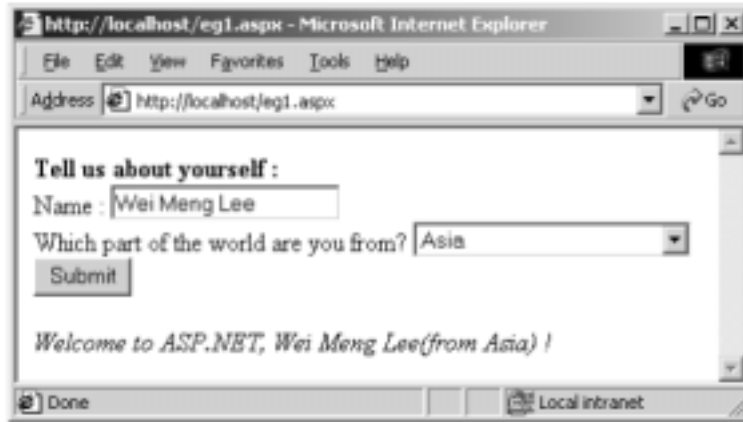 http://localhost/eg1.aspx - Microsoft Internet Explorer
File Edit View Favorites Tools Help
Address http://localhost/eg1.aspx Go
Tell us about yourself :
Name : Wei Meng Lee
Which part of the world are you from? Asia
Submit
Welcome to ASP.NET, Wei Meng Lee(from Asia) !
Done Local intranet